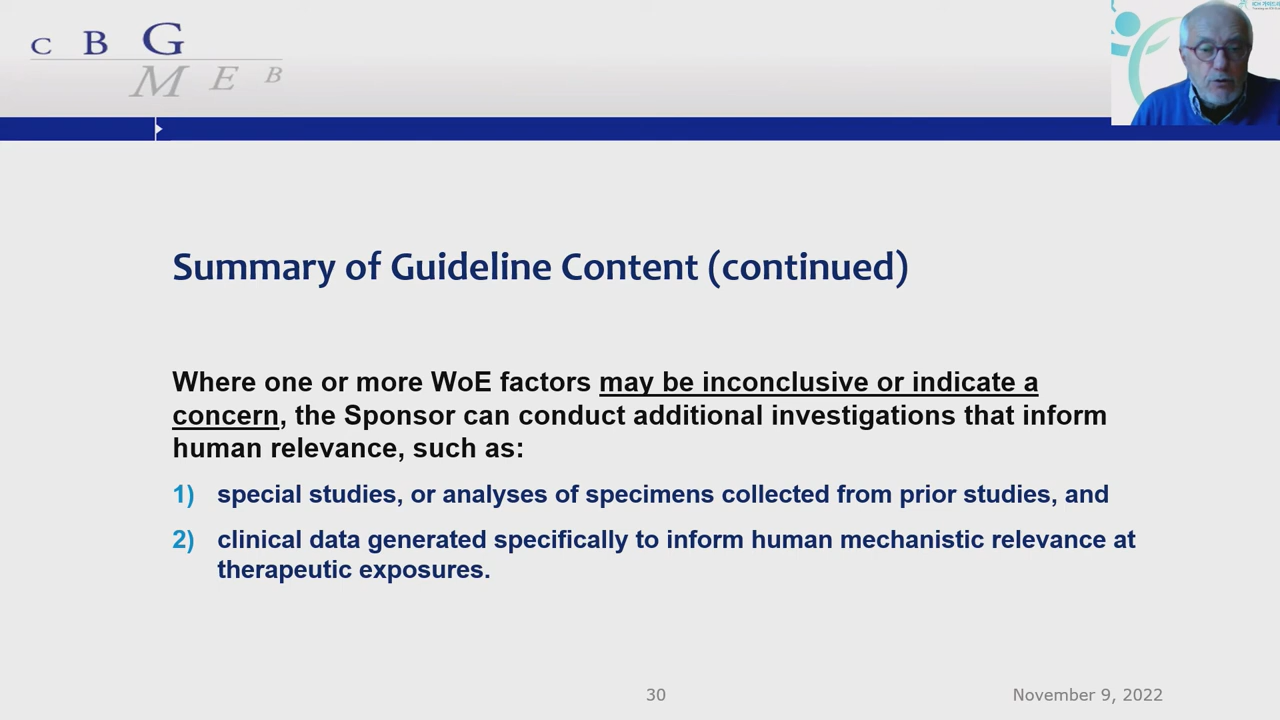 C B G
M E B
Summary of Guideline Content (continued)
Where one or more WoE factors may be inconclusive or indicate a
concern, the Sponsor can conduct additional investigations that inform
human relevance, such as:
1) special studies, or analyses of specimens collected from prior studies, and
2) clinical data generated specifically to inform human mechanistic relevance at
therapeutic exposures.
30
November 9, 2022